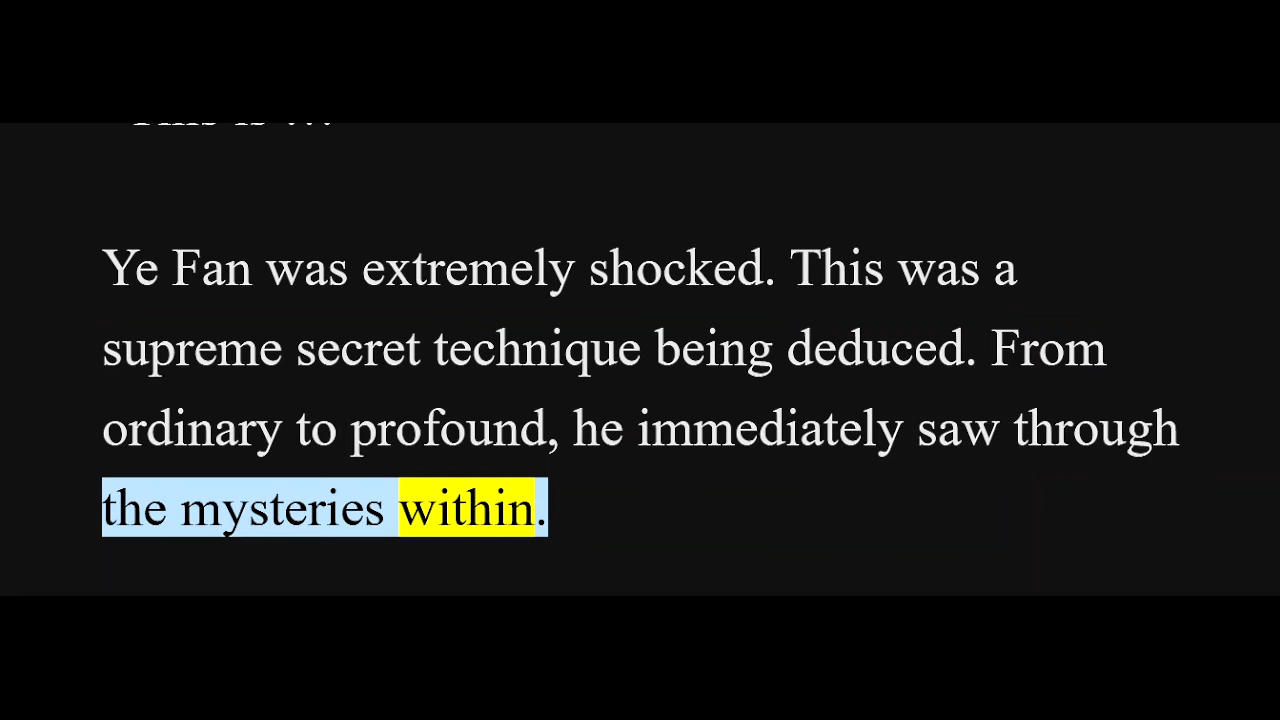 Ye Fan was extremely shocked. This was a
supreme secret technique being deduced. From
ordinary to profound, he immediately saw through
the mysteries within.